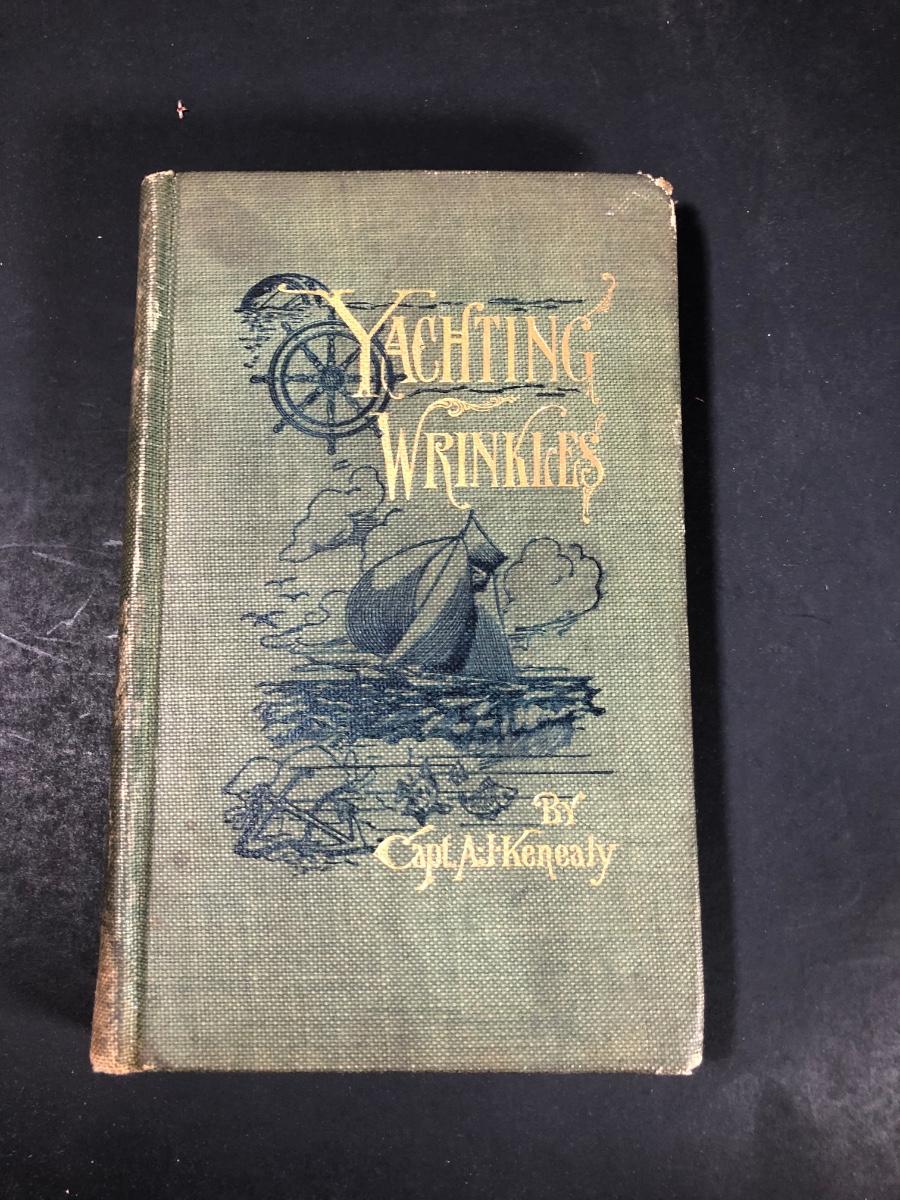 YACHTING
WRINKLES
BY
Capt. A. J. Kenealy